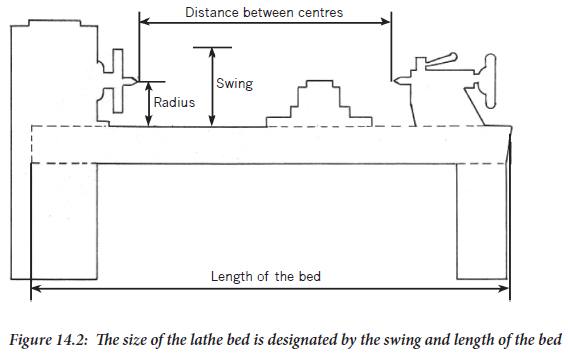 Distance between centres
Swing
Radius
Length of the bed
Figure 14.2: The size of the lathe bed is designated by the swing and length of the bed